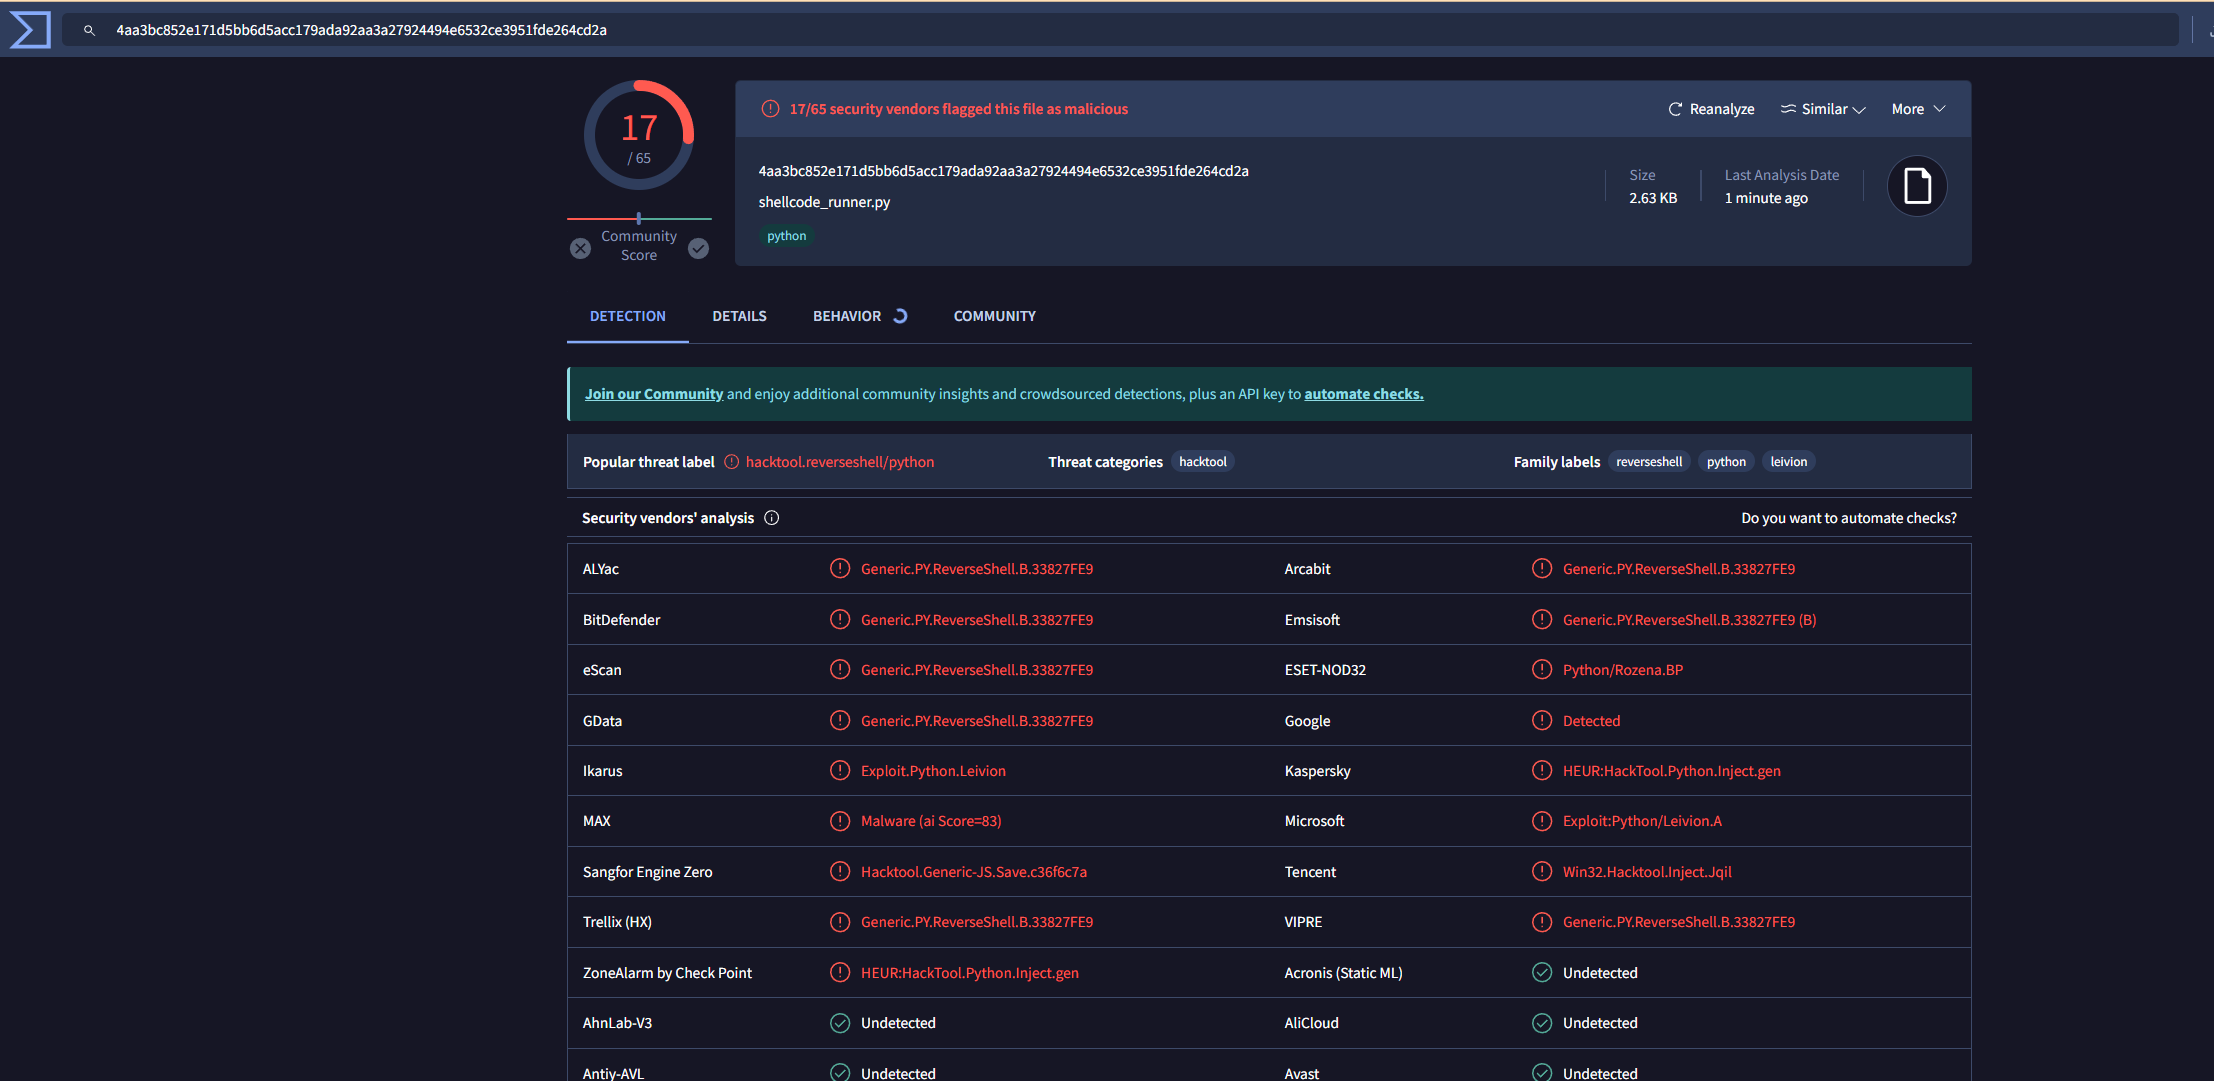 4aa3bc852e171d5bb6d5acc179ada92aa3a27924494e6532ce3951fde264cd2a
17
/ 65
Community
Score
17/65 security vendors flagged this file as malicious
Reanalyze
Similar
More
4aa3bc852e171d5bb6d5acc179ada92aa3a27924494e6532ce3951fde264cd2a
shellcode_runner.py
python
Size
2.63 KB
Last Analysis Date
1 minute ago
DETECTION DETAILS BEHAVIOR COMMUNITY
Join our Community and enjoy additional community insights and crowdsourced detections, plus an API key to automate checks.
Popular threat label hacktool.reverseshell/python Threat categories hacktool Family labels reverseshell python leivion
Security vendors' analysis Do you want to automate checks?
ALYac Generic.PY.ReverseShell.B.33827FE9 Arcabit Generic.PY.ReverseShell.B.33827FE9
BitDefender Generic.PY.ReverseShell.B.33827FE9 Emsisoft Generic.PY.ReverseShell.B.33827FE9 (B)
eScan Generic.PY.ReverseShell.B.33827FE9 ESET-NOD32 Python/Rozena.BP
GData Generic.PY.ReverseShell.B.33827FE9 Google Detected
Ikarus Exploit.Python.Leivion Kaspersky HEUR:HackTool.Python.Inject.gen
MAX Malware (ai Score=83) Microsoft Exploit:Python/Leivion.A
Sangfor Engine Zero Hacktool.Generic-JS.Save.c36f6c7a Tencent Win32.Hacktool.Inject.Jqil
Trellix (HX) Generic.PY.ReverseShell.B.33827FE9 VIPRE Generic.PY.ReverseShell.B.33827FE9
ZoneAlarm by Check Point HEUR:HackTool.Python.Inject.gen Acronis (Static ML) Undetected
AhnLab-V3 Undetected AliCloud Undetected
Antiy-AVL Undetected Avast Undetected